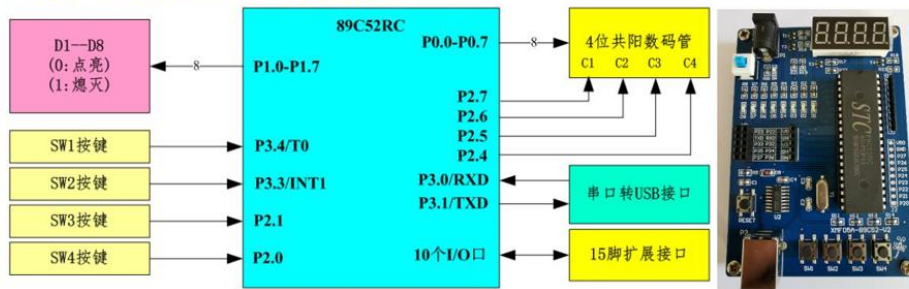 89C52RC
D1--D8
(0:点亮)
(1:熄灭)
8
P1.0-P1.7
P0.0-P0.7
8
4位共阳数码管
C1 C2 C3 C4
P2.7
P2.6
P2.5
P2.4
SW1按键
P3.4/T0
SW2按键
P3.3/INT1
P3.0/RXD
串口转USB接口
SW3按键
P2.1
P3.1/TXD
SW4按键
P2.0
10个I/O口
15脚扩展接口
STC
RESET
U2
XMFD5A-89C52-V2
SW1 SW2 SW3 SW4